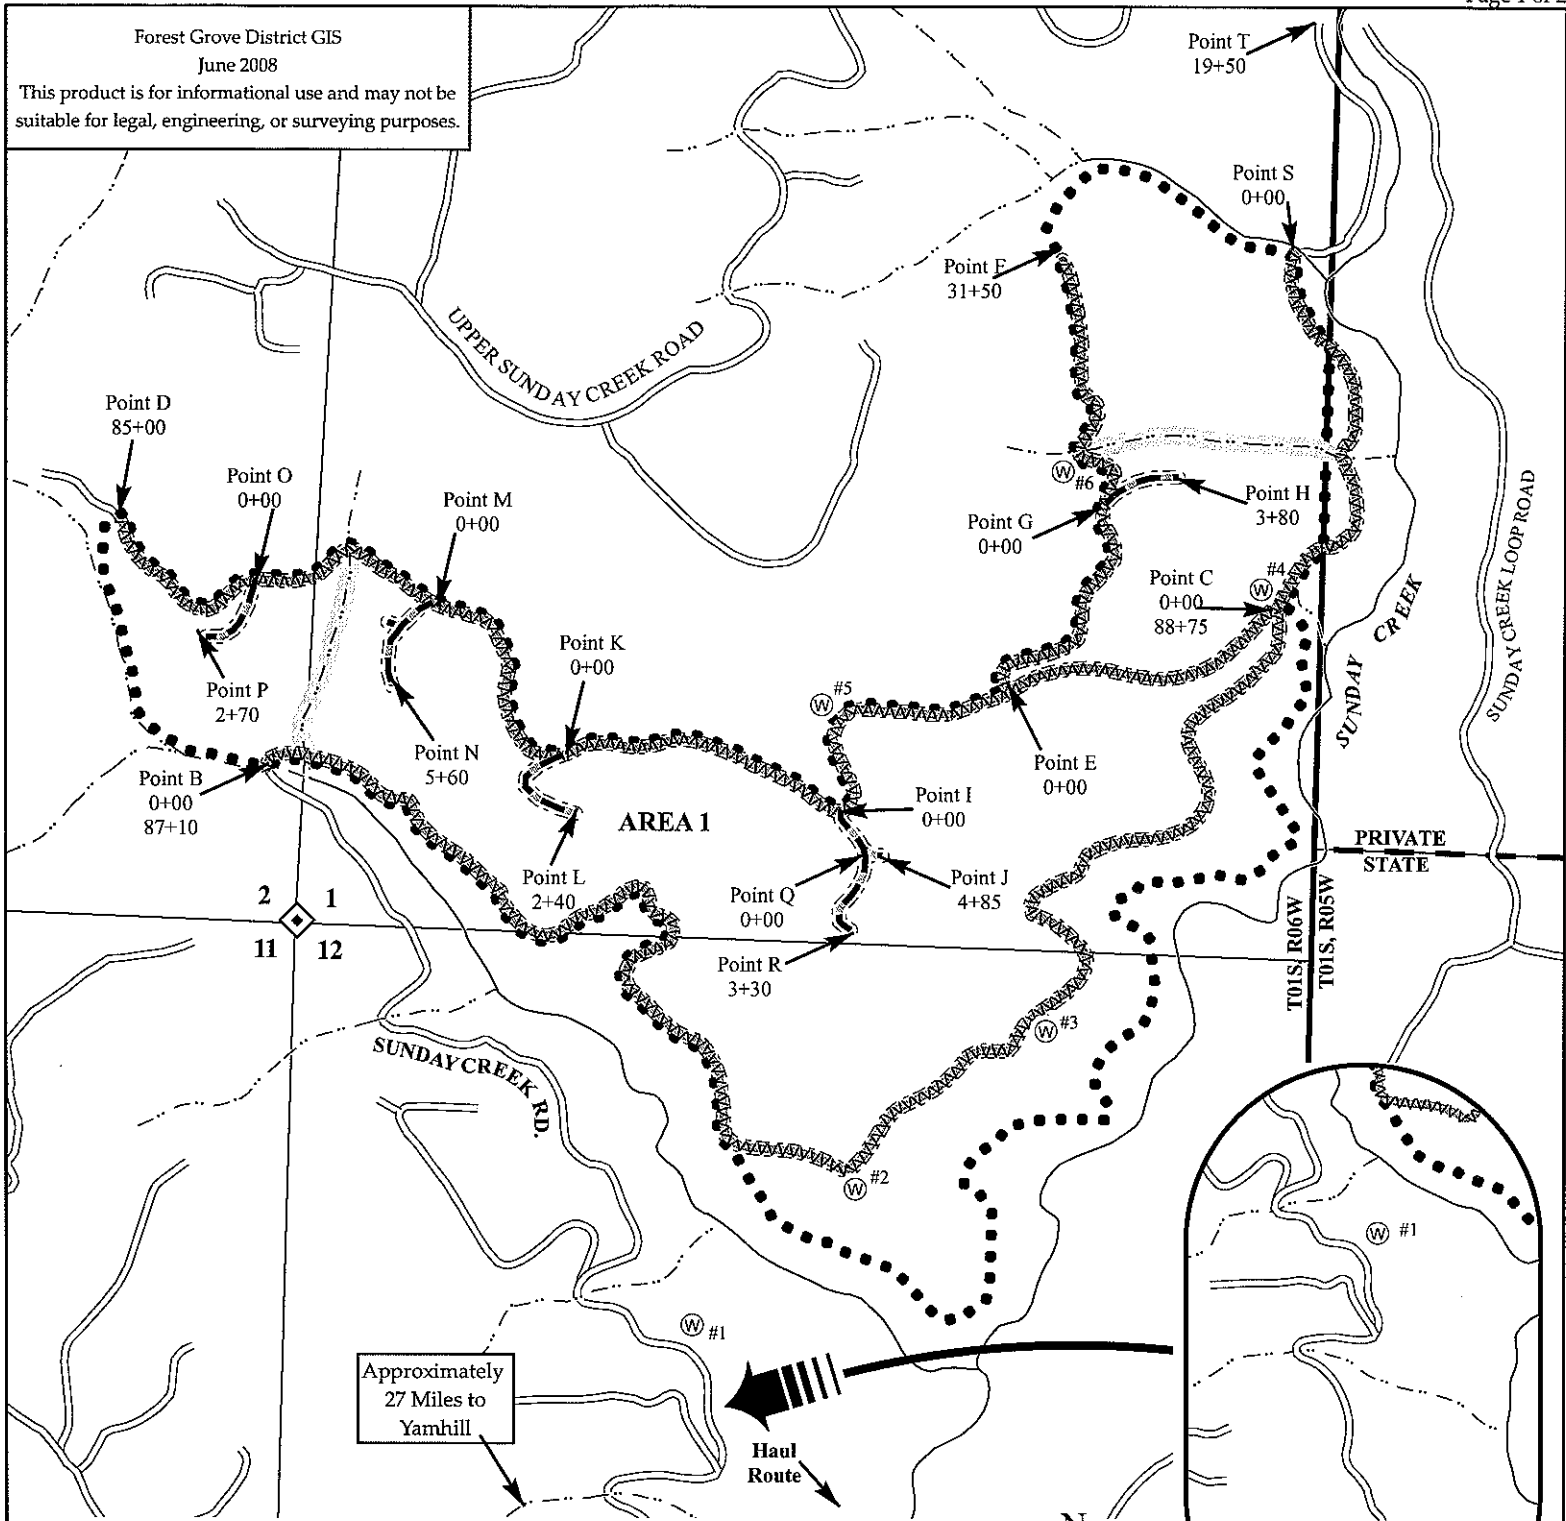 Page 1 of 2
Forest Grove District GIS
June 2008
This product is for informational use and may not be
suitable for legal, engineering, or surveying purposes.
Point T
19+50
Point S
0+00
Point F
31+50
UPPER SUNDAY CREEK ROAD
Point D
85+00
Point O
0+00
Point M
0+00
W #6
Point H
3+80
Point G
0+00
SUNDAY CREEK LOOP ROAD
W #4
Point C
0+00
88+75
SUNDAY CREEK
Point K
0+00
Point P
2+70
W #5
Point N
5+60
Point E
0+00
Point B
0+00
87+10
Point I
0+00
AREA 1
PRIVATE
STATE
Point L
2+40
Point Q
0+00
Point J
4+85
2 1
11 12
T01S, R06W
T01S, R05W
Point R
3+30
W #3
SUNDAY CREEK RD.
W #2
W #1
W #1
Approximately
27 Miles to
Yamhill
Haul
Route
N